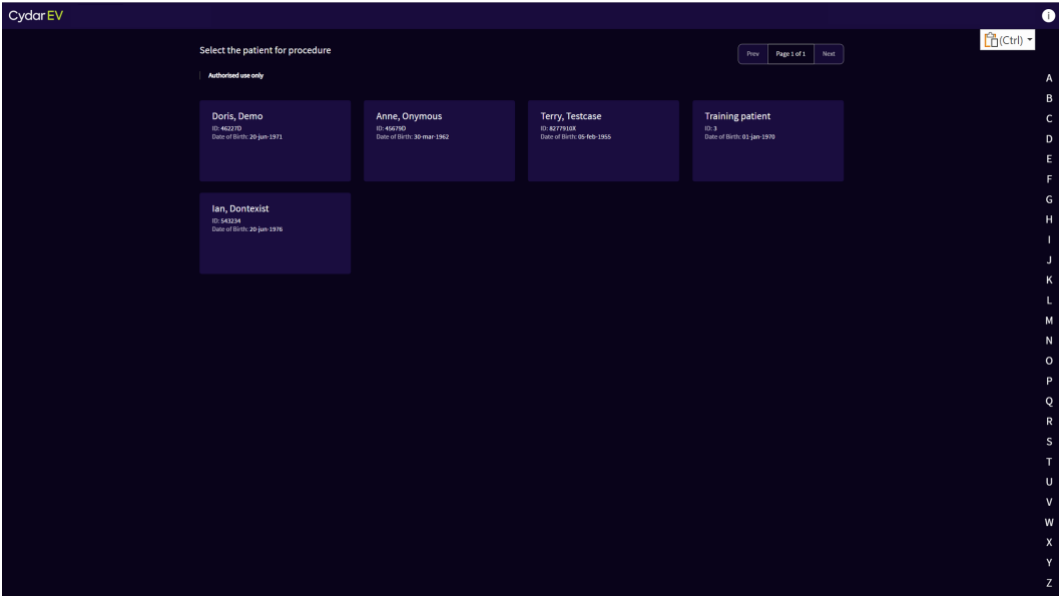 Cydar EV
i
Select the patient for procedure
Prev Page 1 of 1 Next
(Ctrl)
Authorised use only
Doris, Demo
ID: 46227D
Date of Birth: 20-jun-1971
Anne, Onymous
ID: 45679D
Date of Birth: 30-mar-1962
Terry, Testcase
ID: 8277910X
Date of Birth: 05-feb-1955
Training patient
ID: 3
Date of Birth: 01-jan-1970
Ian, Dontexist
ID: 543234
Date of Birth: 20-jun-1976
A
B
C
D
E
F
G
H
I
J
K
L
M
N
O
P
Q
R
S
T
U
V
W
X
Y
Z